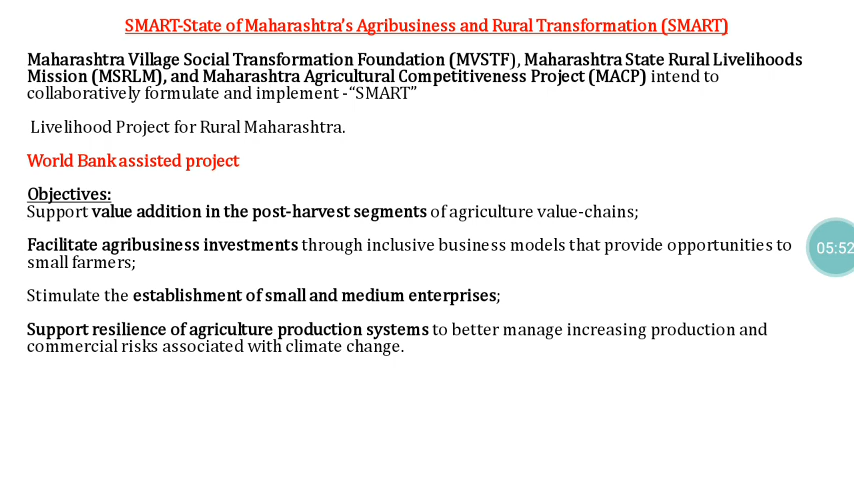 SMART-State of Maharashtra's Agribusiness and Rural Transformation (SMART)
Maharashtra Village Social Transformation Foundation (MVSTF), Maharashtra State Rural Livelihoods
Mission (MSRLM), and Maharashtra Agricultural Competitiveness Project (MACP) intend to
collaboratively formulate and implement -“SMART”
Livelihood Project for Rural Maharashtra.
World Bank assisted project
Objectives:
Support value addition in the post-harvest segments of agriculture value-chains;
Facilitate agribusiness investments through inclusive business models that provide opportunities to
small farmers;
05:52
Stimulate the establishment of small and medium enterprises;
Support resilience of agriculture production systems to better manage increasing production and
commercial risks associated with climate change.